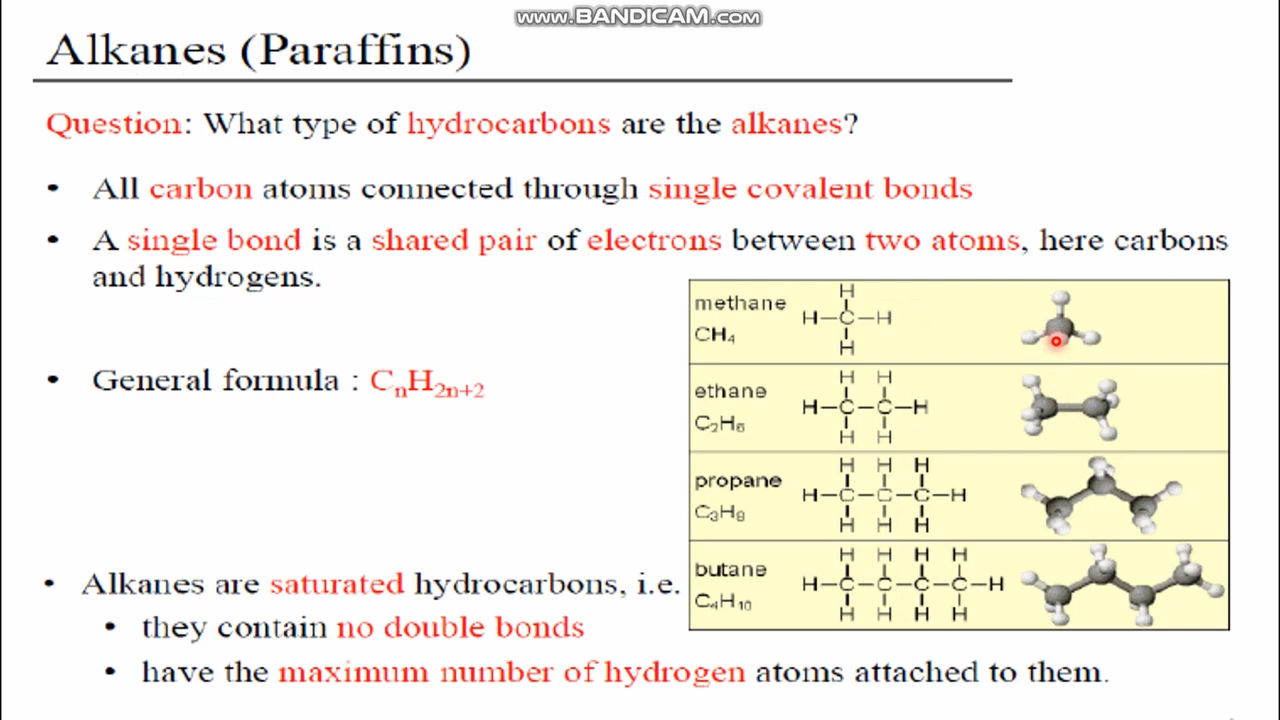 www.BANDICAM.com
Alkanes (Paraffins)
Question: What type of hydrocarbons are the alkanes?
• All carbon atoms connected through single covalent bonds
• A single bond is a shared pair of electrons between two atoms, here carbons
and hydrogens.
• General formula : CₙH₂ₙ₊₂
methane
CH₄
H
H–C–H
H
ethane
C₂H₆
H H
H–C–C–H
H H
propane
C₃H₈
H H H
H–C–C–C–H
H H H
butane
C₄H₁₀
H H H H
H–C–C–C–C–H
H H H H
• Alkanes are saturated hydrocarbons, i.e.
• they contain no double bonds
• have the maximum number of hydrogen atoms attached to them.